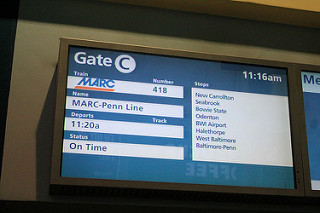 Gate C
11:16am
Train
Number
MARC
418
Name
MARC-Penn Line
Departs
Track
11:20a
Status
On Time
Stops
New Carrollton
Seabrook
Bowie State
Odenton
BWI Airport
Halethorpe
West Baltimore
Baltimore-Penn
Me